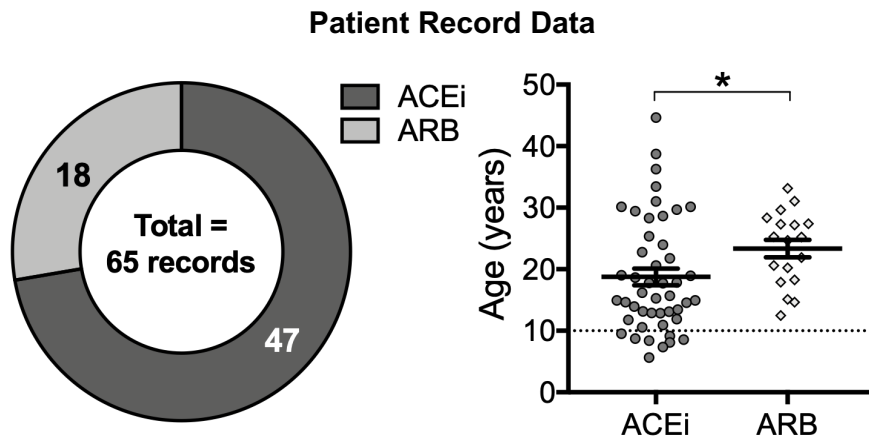 Patient Record Data
ACEi
ARB
18
Total =
65 records
47
*
50
40
30
20
10
0
Age (years)
ACEi
ARB